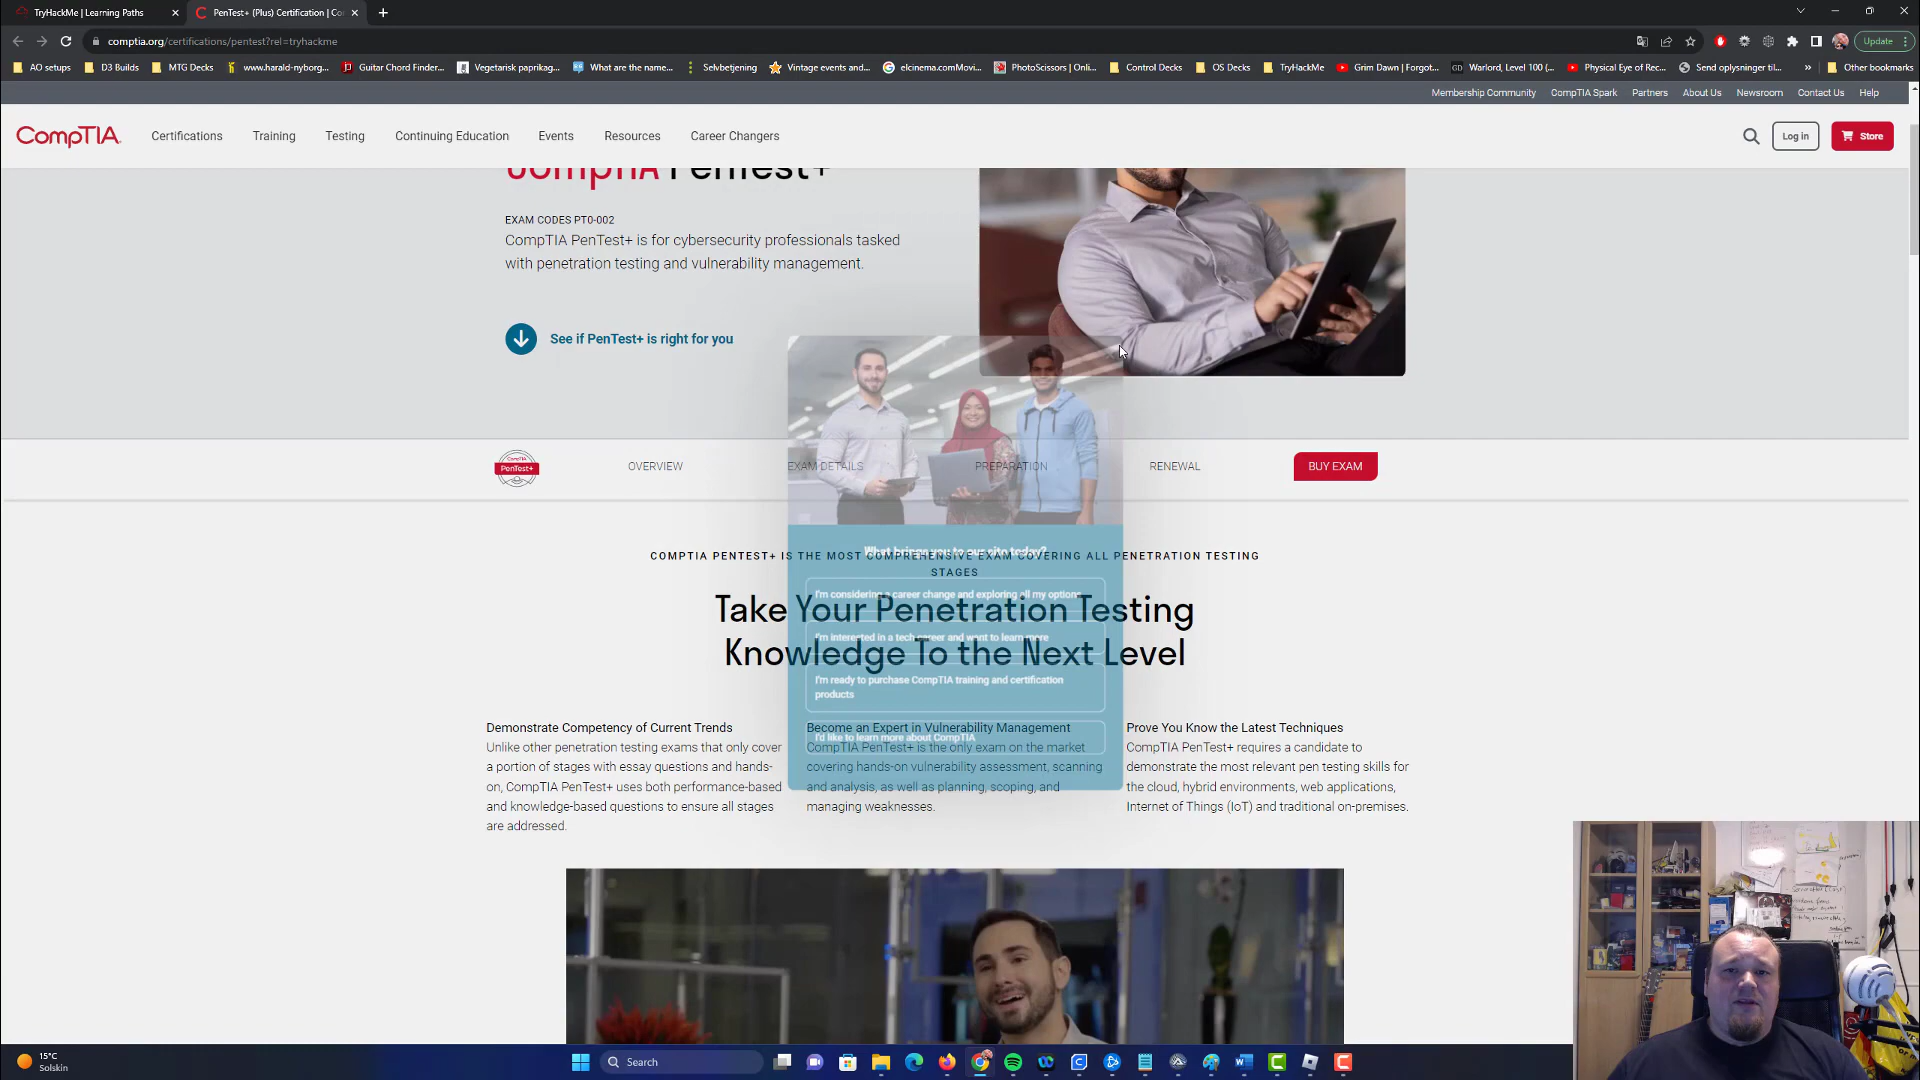 TryHackMe | Learning Paths
PenTest+ (Plus) Certification | Co
comptia.org/certifications/pentest?rel=tryhackme
Update
AO setups
D3 Builds
MTG Decks
www.harald-nyborg...
Guitar Chord Finder...
Vegetarisk paprikag...
What are the name...
Selvbetjening
Vintage events and...
elcinema.comMovi...
PhotoScissors | Onli...
Control Decks
OS Decks
TryHackMe
Grim Dawn | Forgot...
Warlord, Level 100 (...
Physical Eye of Rec...
Send oplysninger til...
»
Other bookmarks
Membership Community
CompTIA Spark
Partners
About Us
Newsroom
Contact Us
Help
CompTIA.
Certifications
Training
Testing
Continuing Education
Events
Resources
Career Changers
Log in
Store
CompTIA PenTest+
EXAM CODES PT0-002
CompTIA PenTest+ is for cybersecurity professionals tasked
with penetration testing and vulnerability management.
See if PenTest+ is right for you
CompTIA
PenTest+
OVERVIEW
EXAM DETAILS
PREPARATION
RENEWAL
BUY EXAM
What brings you to our site today?
COMPTIA PENTEST+ IS THE MOST COMPREHENSIVE EXAM COVERING ALL PENETRATION TESTING
STAGES
I'm considering a career change and exploring all my options
Take Your Penetration Testing
I'm interested in a tech career and want to learn more
Knowledge To the Next Level
I'm ready to purchase CompTIA training and certification
products
Demonstrate Competency of Current Trends
Unlike other penetration testing exams that only cover
a portion of stages with essay questions and hands-
on, CompTIA PenTest+ uses both performance-based
and knowledge-based questions to ensure all stages
are addressed.
Become an Expert in Vulnerability Management
I'd like to learn more about CompTIA
CompTIA PenTest+ is the only exam on the market
covering hands-on vulnerability assessment, scanning
and analysis, as well as planning, scoping, and
managing weaknesses.
Prove You Know the Latest Techniques
CompTIA PenTest+ requires a candidate to
demonstrate the most relevant pen testing skills for
the cloud, hybrid environments, web applications,
Internet of Things (IoT) and traditional on-premises.
15°C
Solskin
Search